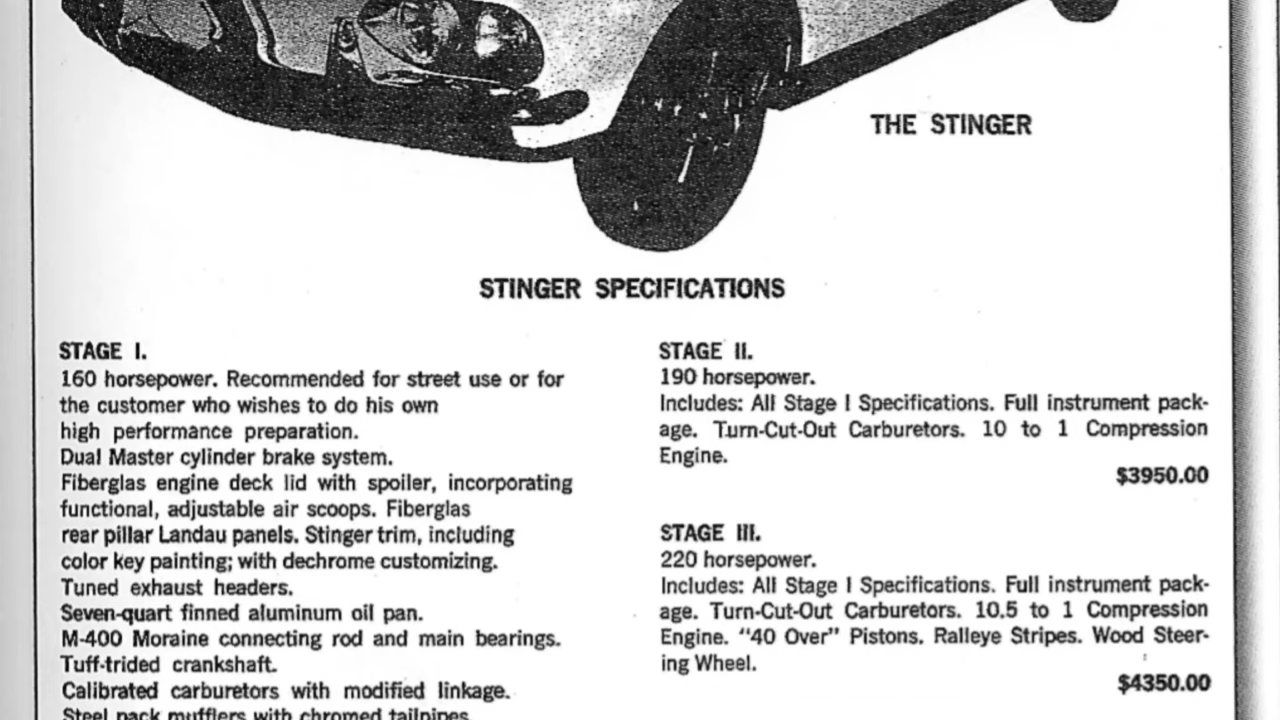 THE STINGER
STINGER SPECIFICATIONS
STAGE I.
160 horsepower. Recommended for street use or for
the customer who wishes to do his own
high performance preparation.
Dual Master cylinder brake system.
Fiberglas engine deck lid with spoiler, incorporating
functional, adjustable air scoops. Fiberglas
rear pillar Landau panels. Stinger trim, including
color key painting; with dechrome customizing.
Tuned exhaust headers.
Seven-quart finned aluminum oil pan.
M-400 Moraine connecting rod and main bearings.
Tuff-trided crankshaft.
Calibrated carburetors with modified linkage.
Steel pack mufflers with chromed tailpipes.
STAGE II.
190 horsepower.
Includes: All Stage I Specifications. Full instrument pack-
age. Turn-Cut-Out Carburetors. 10 to 1 Compression
Engine.
$3950.00
STAGE III.
220 horsepower.
Includes: All Stage I Specifications. Full instrument pack-
age. Turn-Cut-Out Carburetors. 10.5 to 1 Compression
Engine. "40 Over" Pistons. Ralleye Stripes. Wood Steer-
ing Wheel.
$4350.00